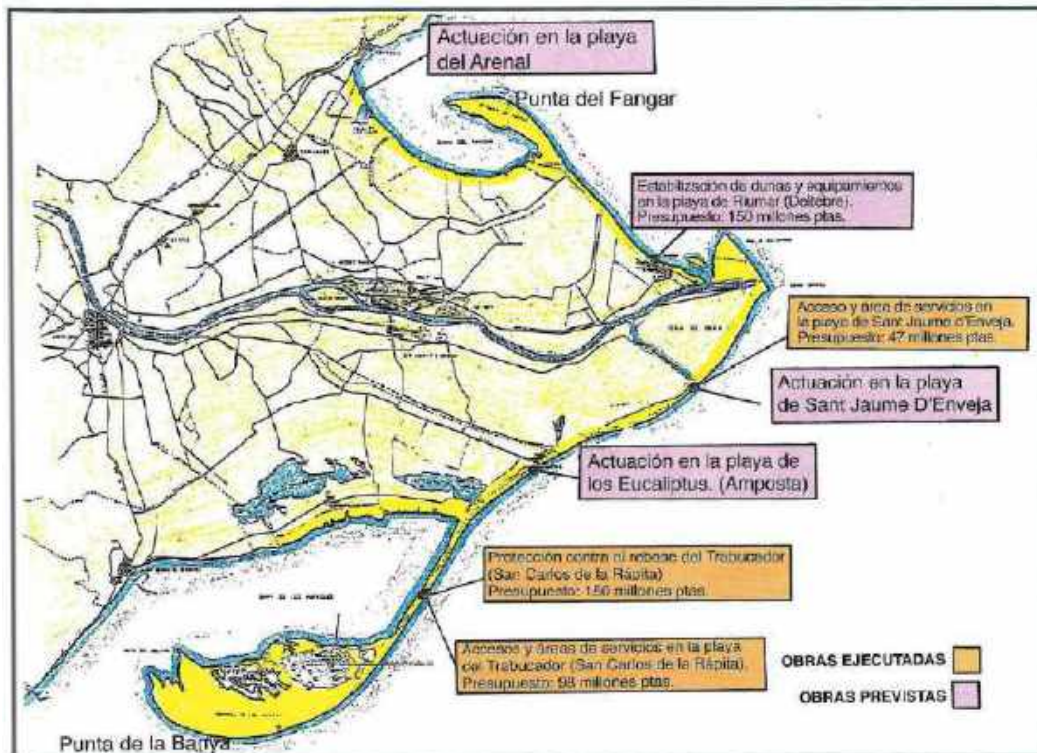 Actuación en la playa
del Arenal
Punta del Fangar
Estabilización de dunas y equipamientos
en la playa de Riumar (Deltebre).
Presupuesto: 150 millones ptas.
Acceso y área de servicios en
la playa de Sant Jaume d'Enveja.
Presupuesto: 47 millones ptas.
Actuación en la playa
de Sant Jaume D'Enveja
Actuación en la playa de
los Eucaliptus. (Amposta)
Protección contra el rebase del Trabucador
(San Carlos de la Rápita)
Presupuesto: millones ptas.
Accesos y áreas de servicios en la playa
del Trabucador (San Carlos de la Rápita).
Presupuesto: 98 millones ptas.
OBRAS EJECUTADAS
OBRAS PREVISTAS
Punta de la Banya